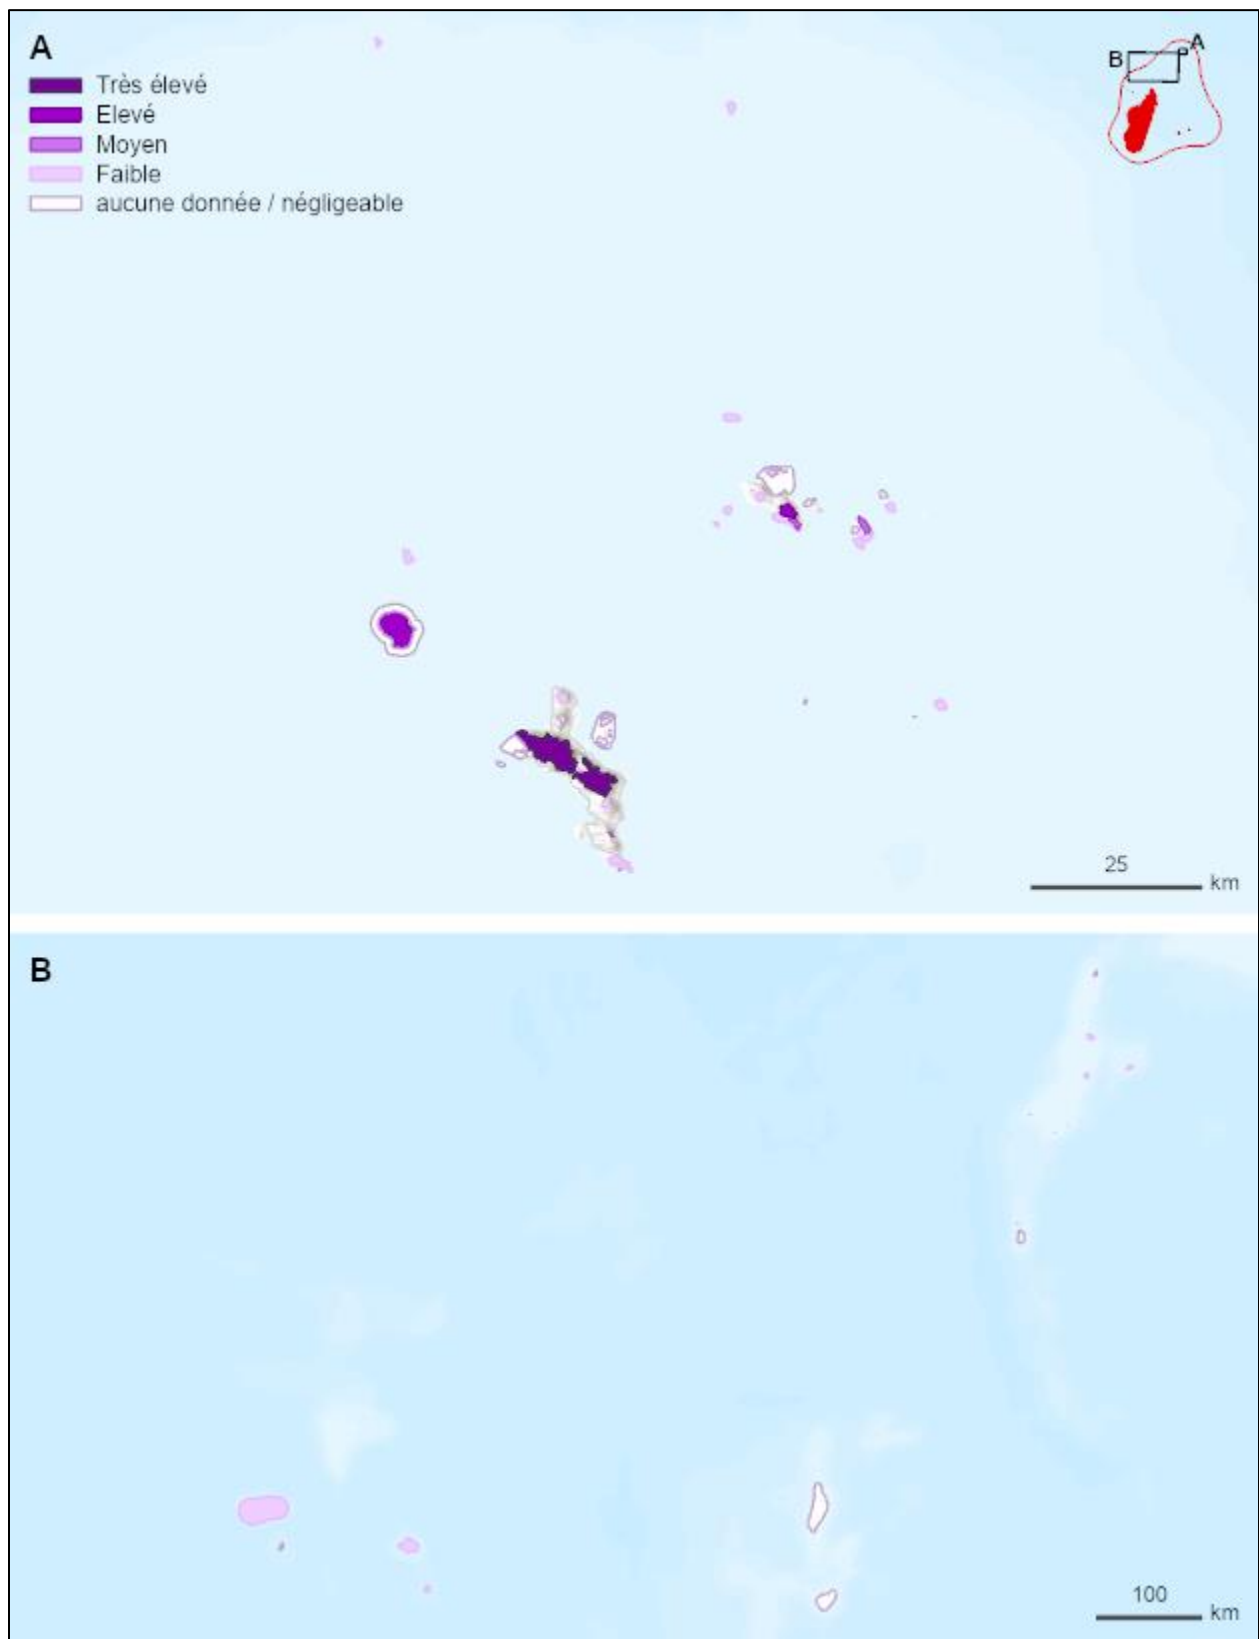 A
Très élevé
Elevé
Moyen
Faible
aucune donnée / négligeable
B
A
25
km
B
100
km